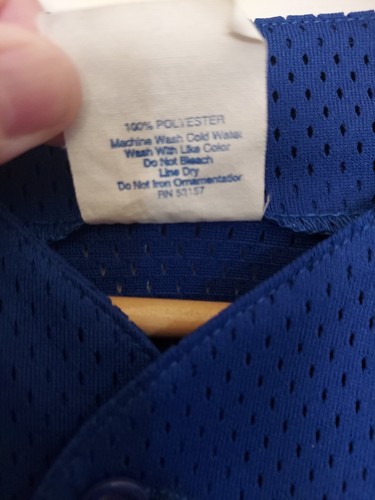 100% POLYESTER
Machine Wash Cold Water
Wash With Like Color
Do Not Bleach
Line Dry
Do Not Iron Ornamentation
RN 53157